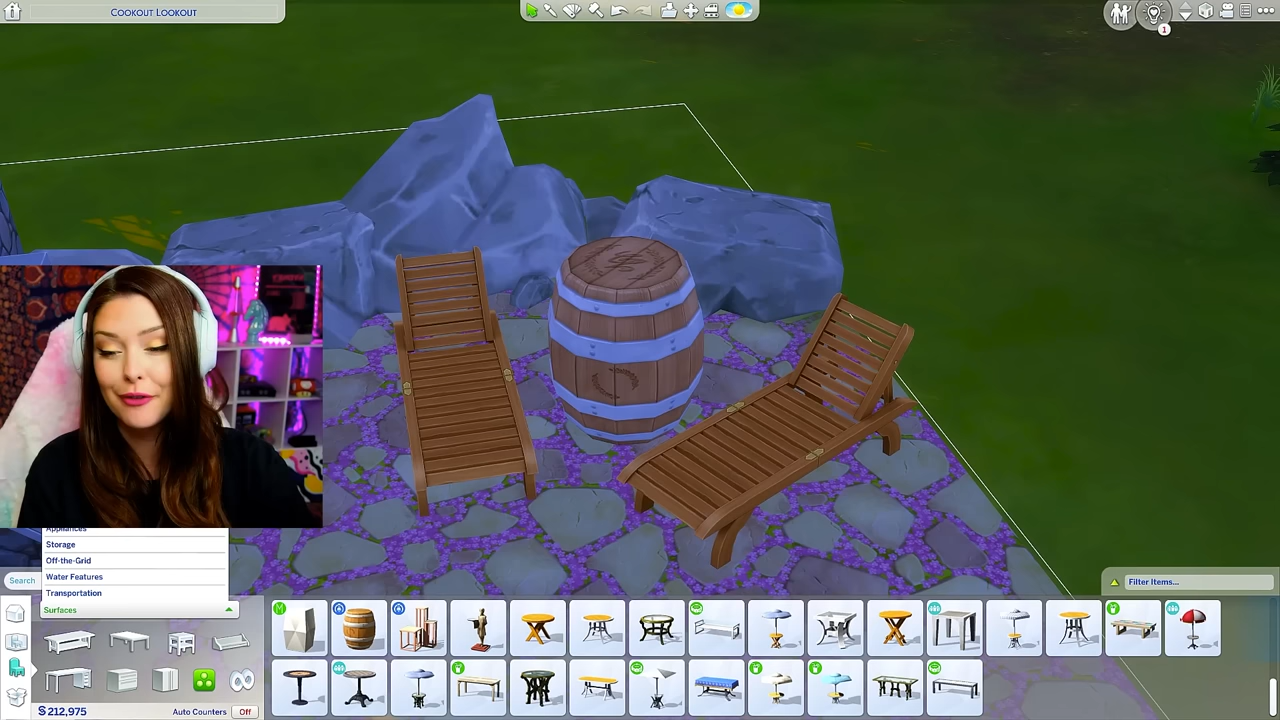 Cookout Lookout
1
Appliances
Storage
Off-the-Grid
Water Features
Transportation
Search
Surfaces
Filter Items...
§212,975
Auto Counters
Off